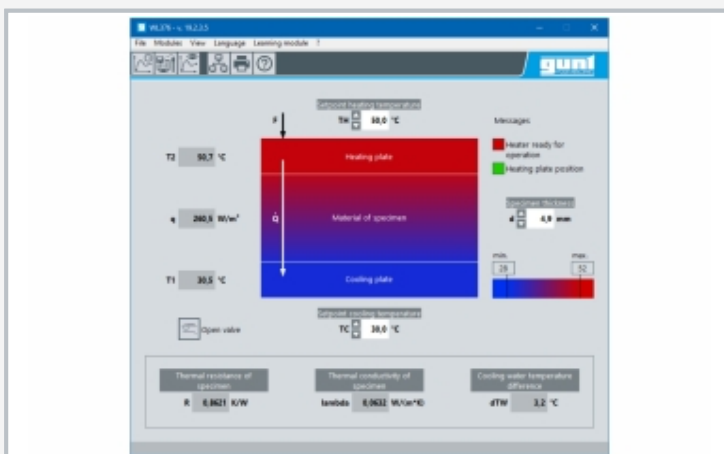 WL376 - v. 16.2.3.5
File Modules View Language Learning module ?
gunt
Setpoint heating temperature
F TH 50,0 °C
Messages
T2 50,7 °C
Heating plate
Heater ready for
operation
Heating plate position
Specimen thickness
q 260,5 W/m²
Q
Material of specimen
d 4,9 mm
min. max.
28 52
T1 30,5 °C
Cooling plate
Setpoint cooling temperature
Open valve
TC 30,0 °C
Thermal resistance of
specimen
Thermal conductivity of
specimen
Cooling water temperature
difference
R 0,0621 K/W
lambda 0,0632 W/(m*K)
dTW 3,2 °C